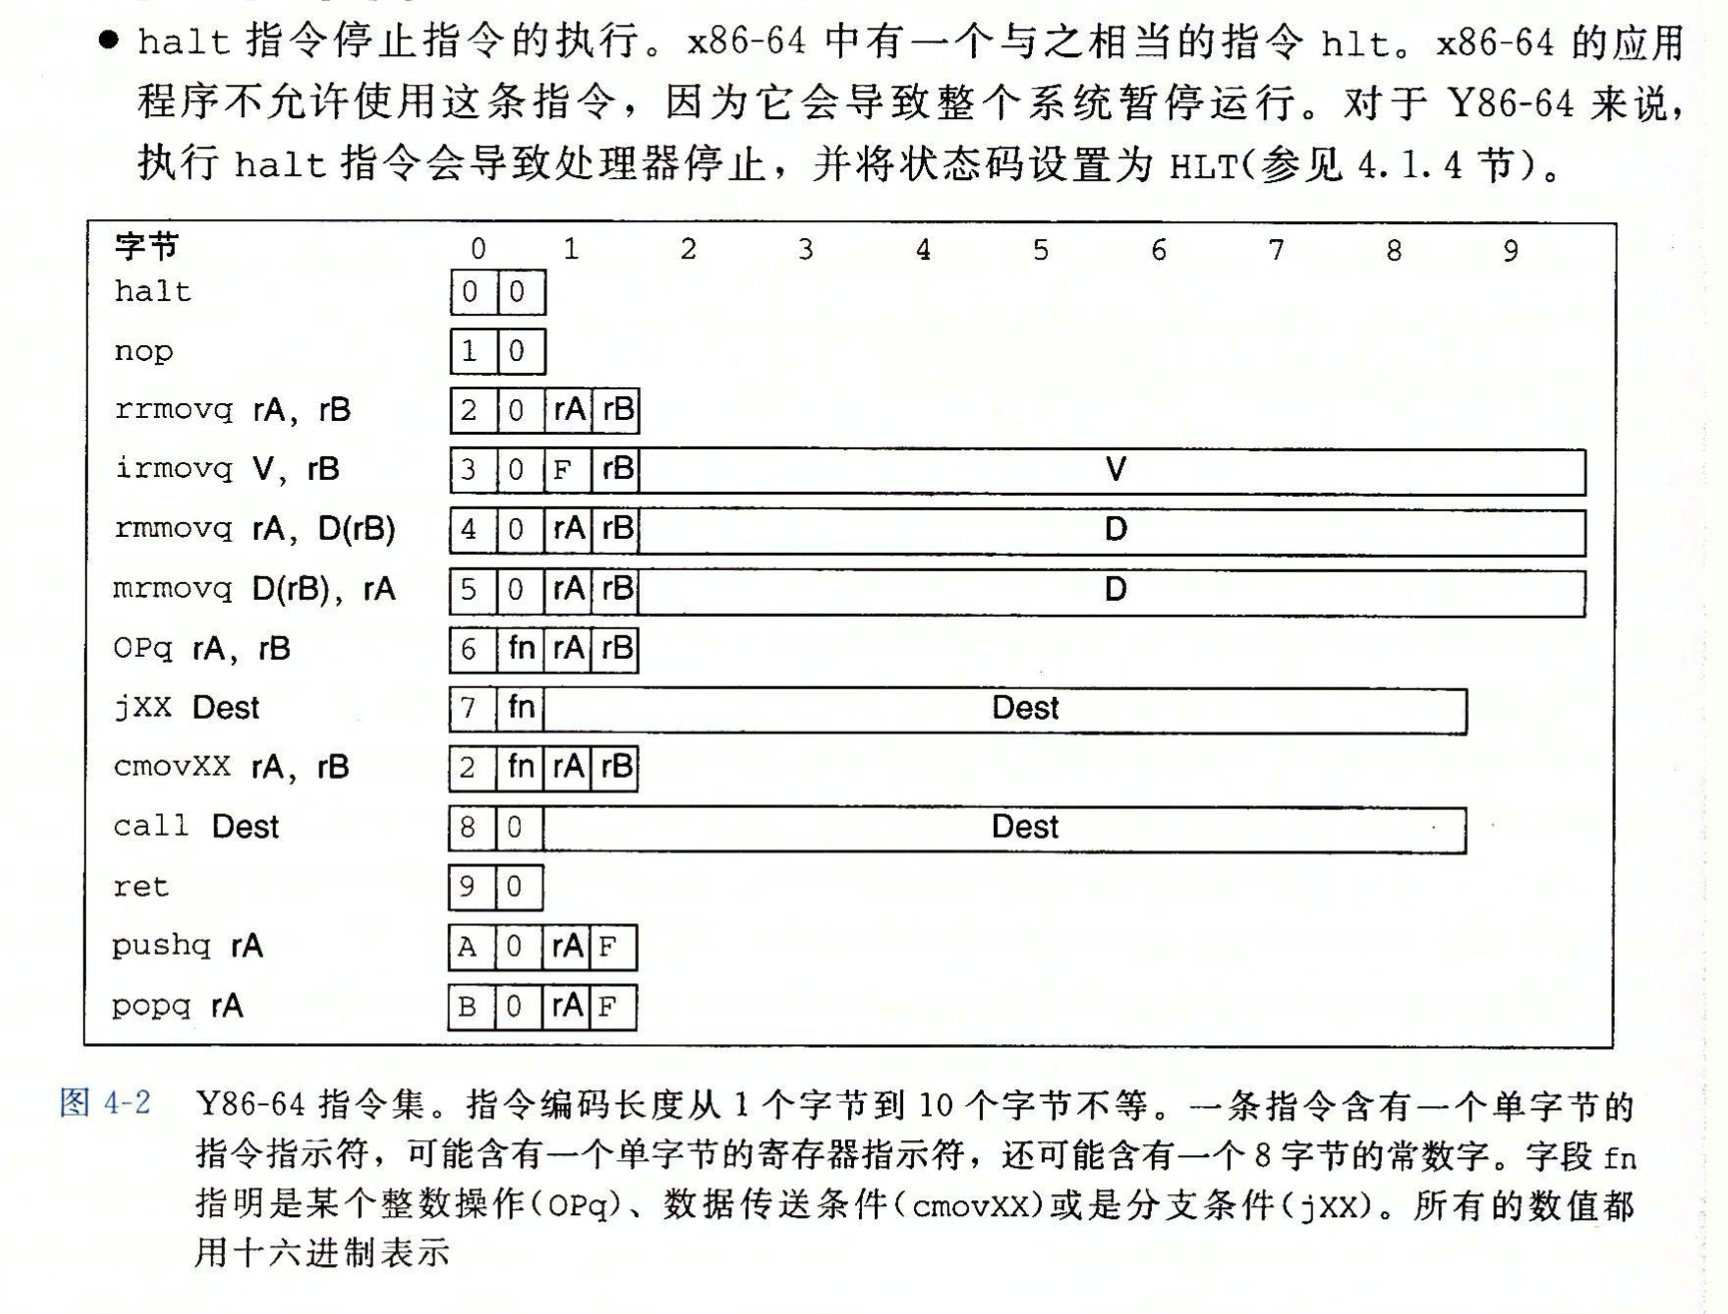 ● halt 指令停止指令的执行。x86-64 中有一个与之相当的指令 hlt。x86-64 的应用
程序不允许使用这条指令，因为它会导致整个系统暂停运行。对于 Y86-64 来说，
执行 halt 指令会导致处理器停止，并将状态码设置为 HLT(参见 4.1.4 节)。
字节 0 1 2 3 4 5 6 7 8 9
halt 0 0
nop 1 0
rrmovq rA, rB 2 0 rA rB
irmovq V, rB 3 0 F rB V
rmmovq rA, D(rB) 4 0 rA rB D
mrmovq D(rB), rA 5 0 rA rB D
OPq rA, rB 6 fn rA rB
jXX Dest 7 fn Dest
cmovXX rA, rB 2 fn rA rB
call Dest 8 0 Dest
ret 9 0
pushq rA A 0 rA F
popq rA B 0 rA F
图 4-2 Y86-64 指令集。指令编码长度从 1 个字节到 10 个字节不等。一条指令含有一个单字节的
指令指示符，可能含有一个单字节的寄存器指示符，还可能含有一个 8 字节的常数字。字段 fn
指明是某个整数操作(OPq)、数据传送条件(cmovXX)或是分支条件(jXX)。所有的数值都
用十六进制表示